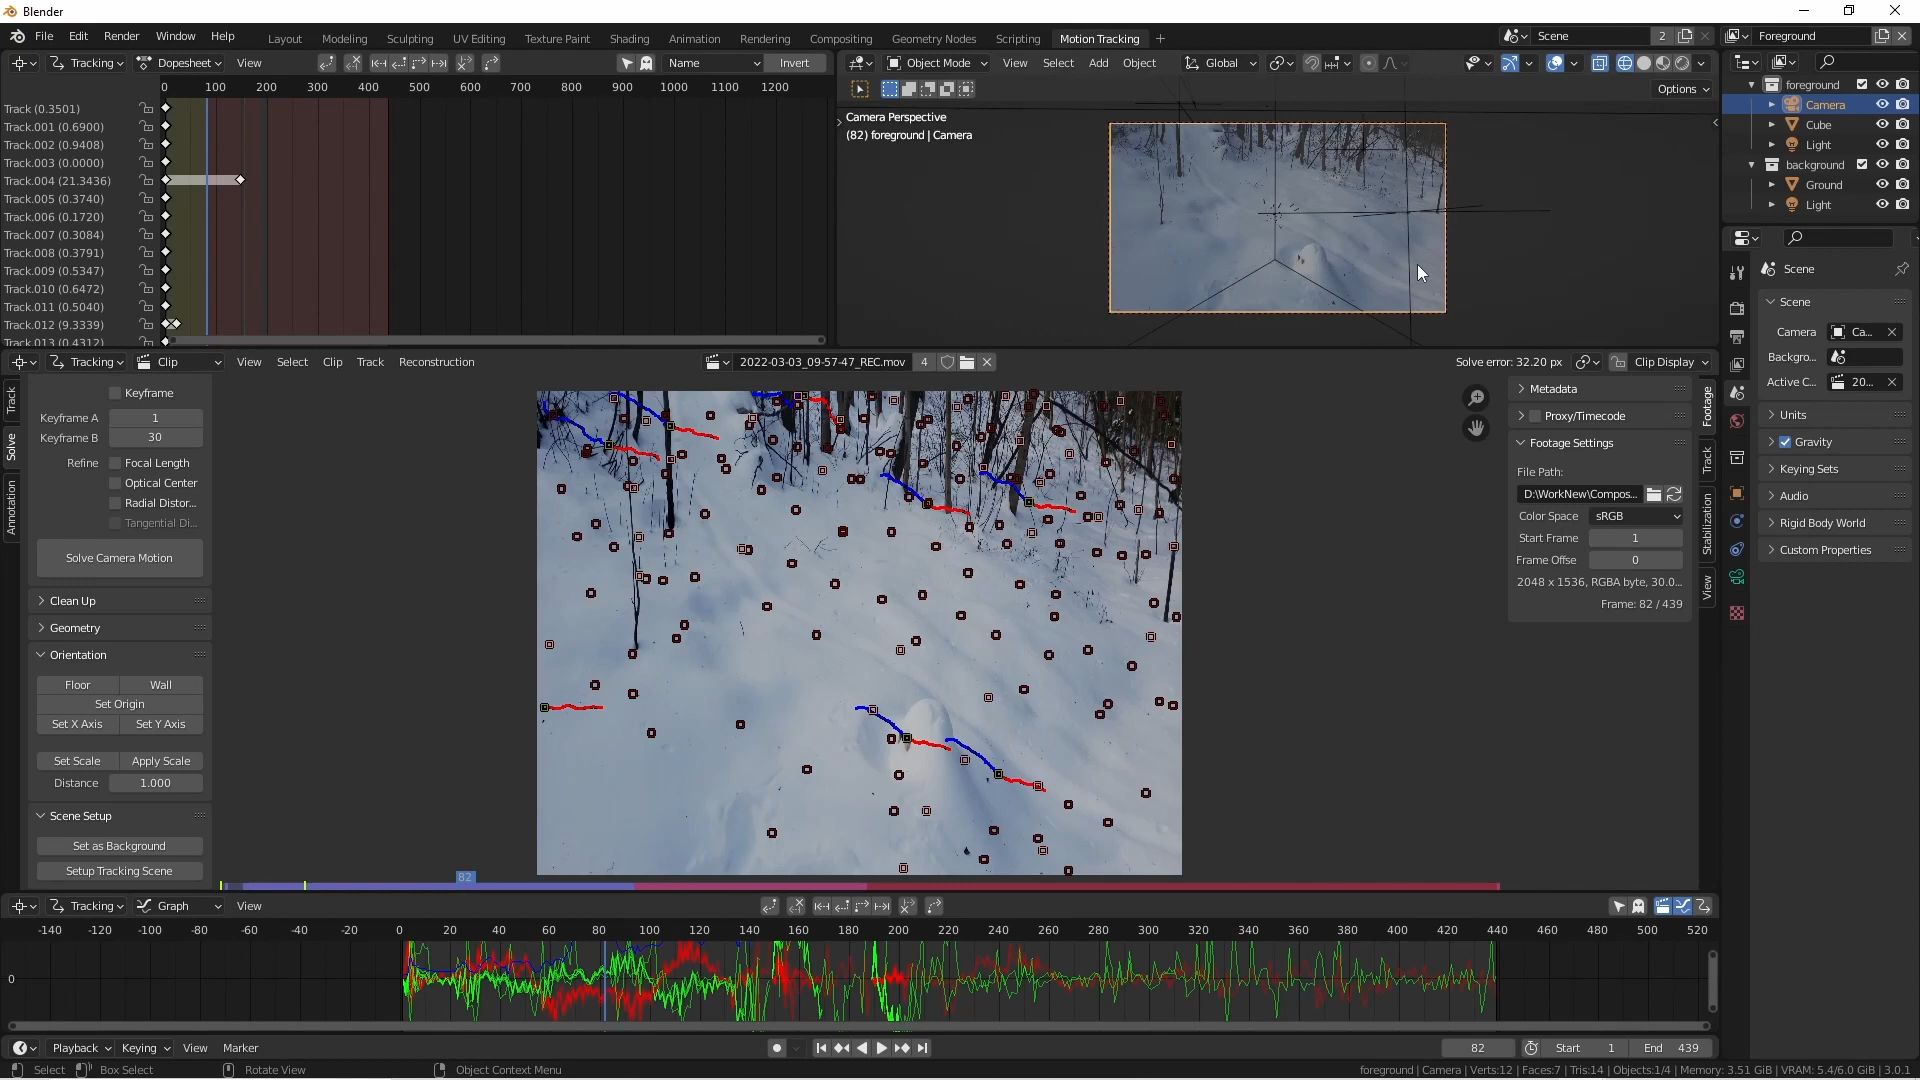 Blender
File Edit Render Window Help Layout Modeling Sculpting UV Editing Texture Paint Shading Animation Rendering Compositing Geometry Nodes Scripting Motion Tracking + Scene 2 Foreground
Tracking Dopesheet View Name Invert
0 100 200 300 400 500 600 700 800 900 1000 1100 1200
Track (0.3501)
Track.001 (0.6900)
Track.002 (0.9408)
Track.003 (0.0000)
Track.004 (21.3436)
Track.005 (0.3740)
Track.006 (0.1720)
Track.007 (0.3084)
Track.008 (0.3791)
Track.009 (0.5347)
Track.010 (0.6472)
Track.011 (0.5040)
Track.012 (9.3339)
Track.013 (0.4312)
Object Mode View Select Add Object Global
Options
Camera Perspective
(82) foreground | Camera
foreground
Camera
Cube
Light
background
Ground
Light
Scene
Scene
Camera Ca...
Backgro...
Active C... 20...
Units
Gravity
Keying Sets
Audio
Rigid Body World
Custom Properties
Tracking Clip View Select Clip Track Reconstruction 2022-03-03_09-57-47_REC.mov 4 Solve error: 32.20 px Clip Display
Track
Solve
Annotation
Keyframe
Keyframe A 1
Keyframe B 30
Refine Focal Length
Optical Center
Radial Distor...
Tangential Di...
Solve Camera Motion
Clean Up
Geometry
Orientation
Floor Wall
Set Origin
Set X Axis Set Y Axis
Set Scale Apply Scale
Distance 1.000
Scene Setup
Set as Background
Setup Tracking Scene
82
Metadata
Proxy/Timecode
Footage Settings
File Path:
D:\WorkNew\Compos...
Color Space sRGB
Start Frame 1
Frame Offse 0
2048 x 1536, RGBA byte, 30.0...
Frame: 82 / 439
Footage
Track
Stabilization
View
Tracking Graph View
-140 -120 -100 -80 -60 -40 -20 0 20 40 60 80 100 120 140 160 180 200 220 240 260 280 300 320 340 360 380 400 420 440 460 480 500 520
0
Playback Keying View Marker 82 Start 1 End 439
Select Box Select Rotate View Object Context Menu foreground | Camera | Verts:12 | Faces:7 | Tris:14 | Objects:1/4 | Memory: 3.51 GiB | VRAM: 5.4/6.0 GiB | 3.0.1